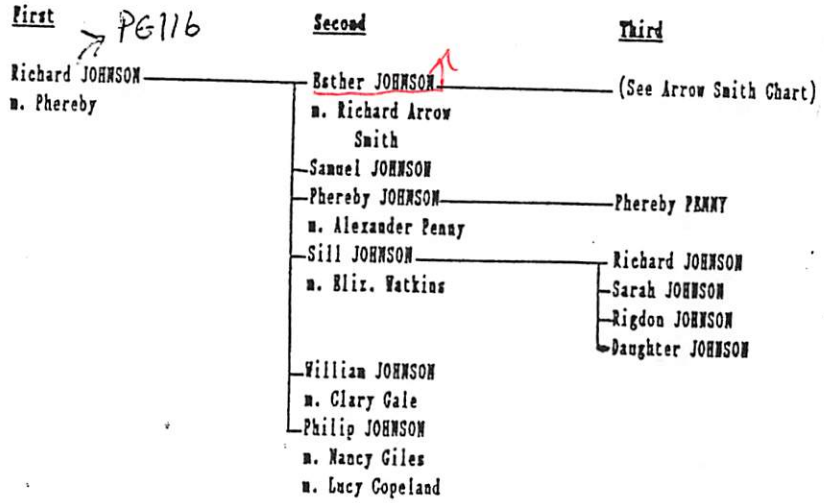 First Second Third
PG116
Richard JOHNSON Esther JOHNSON (See Arrow Smith Chart)
m. Phereby m. Richard Arrow
Smith
Samuel JOHNSON
Phereby JOHNSON Phereby PENNY
m. Alexander Penny
Sill JOHNSON Richard JOHNSON
m. Eliz. Watkins Sarah JOHNSON
Rigdon JOHNSON
Daughter JOHNSON
William JOHNSON
m. Clary Gale
Philip JOHNSON
m. Nancy Giles
m. Lucy Copeland